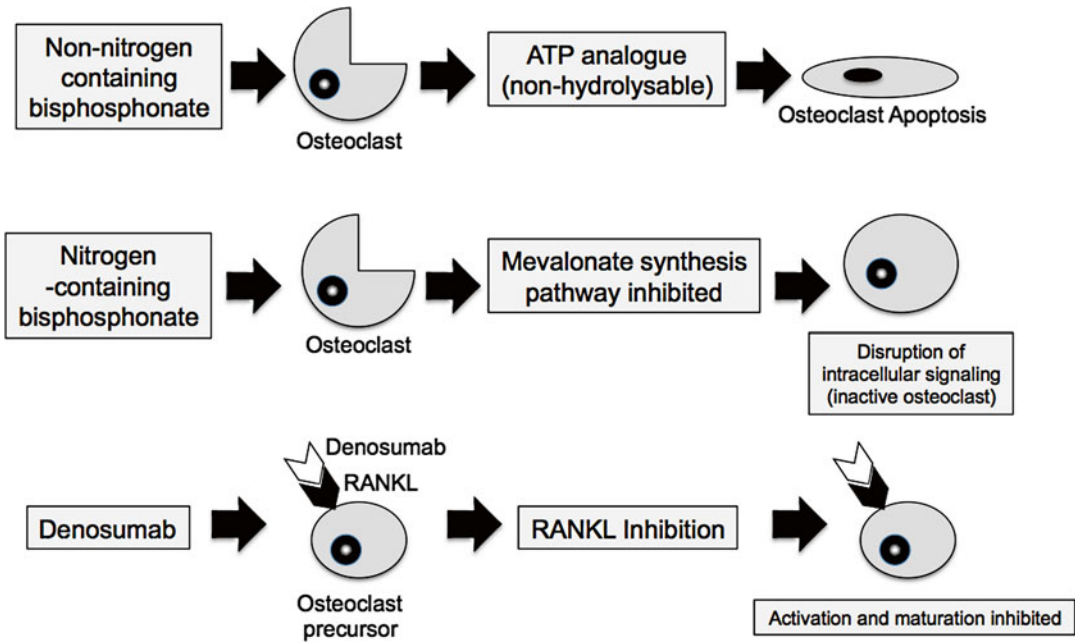 Non-nitrogen
containing
bisphosphonate
Osteoclast
ATP analogue
(non-hydrolysable)
Osteoclast Apoptosis
Nitrogen
-containing
bisphosphonate
Osteoclast
Mevalonate synthesis
pathway inhibited
Disruption of
intracellular signaling
(inactive osteoclast)
Denosumab
Denosumab
RANKL
Osteoclast
precursor
RANKL Inhibition
Activation and maturation inhibited